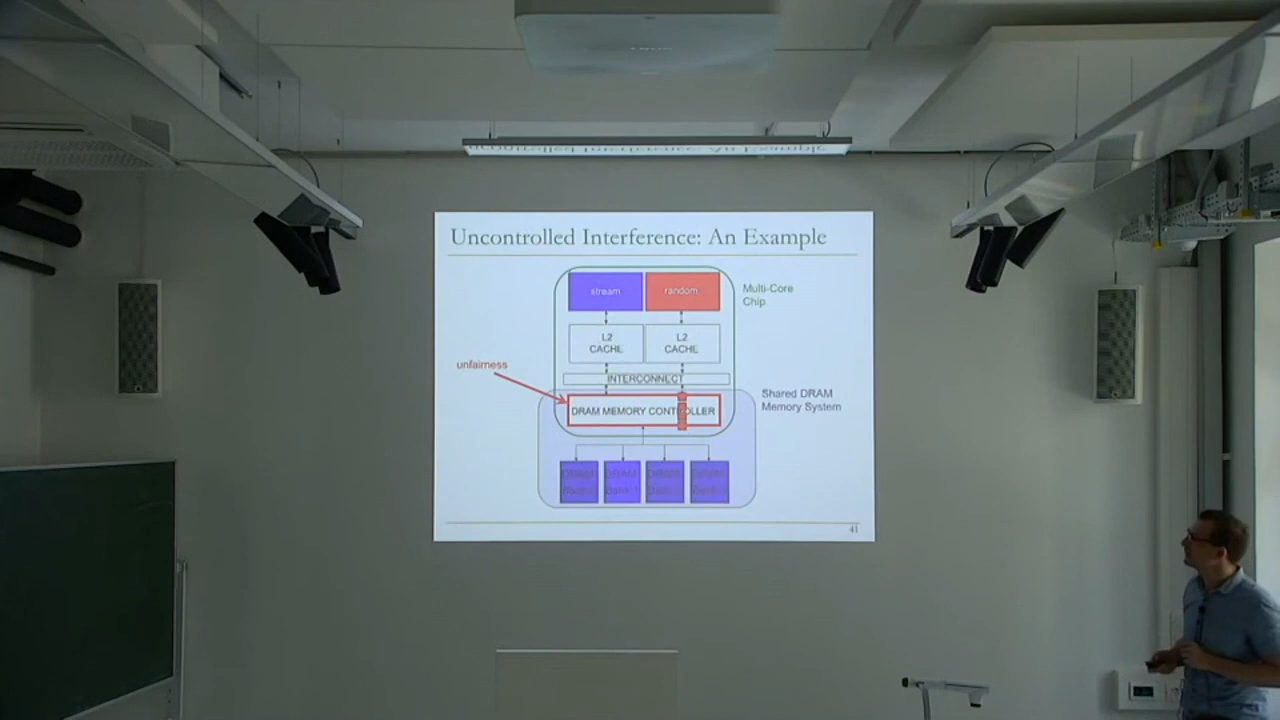 Uncontrolled Interference: An Example
stream
random
Multi-Core
Chip
L2
CACHE
L2
CACHE
unfairness
INTERCONNECT
Shared DRAM
Memory System
DRAM MEMORY CONTROLLER
41